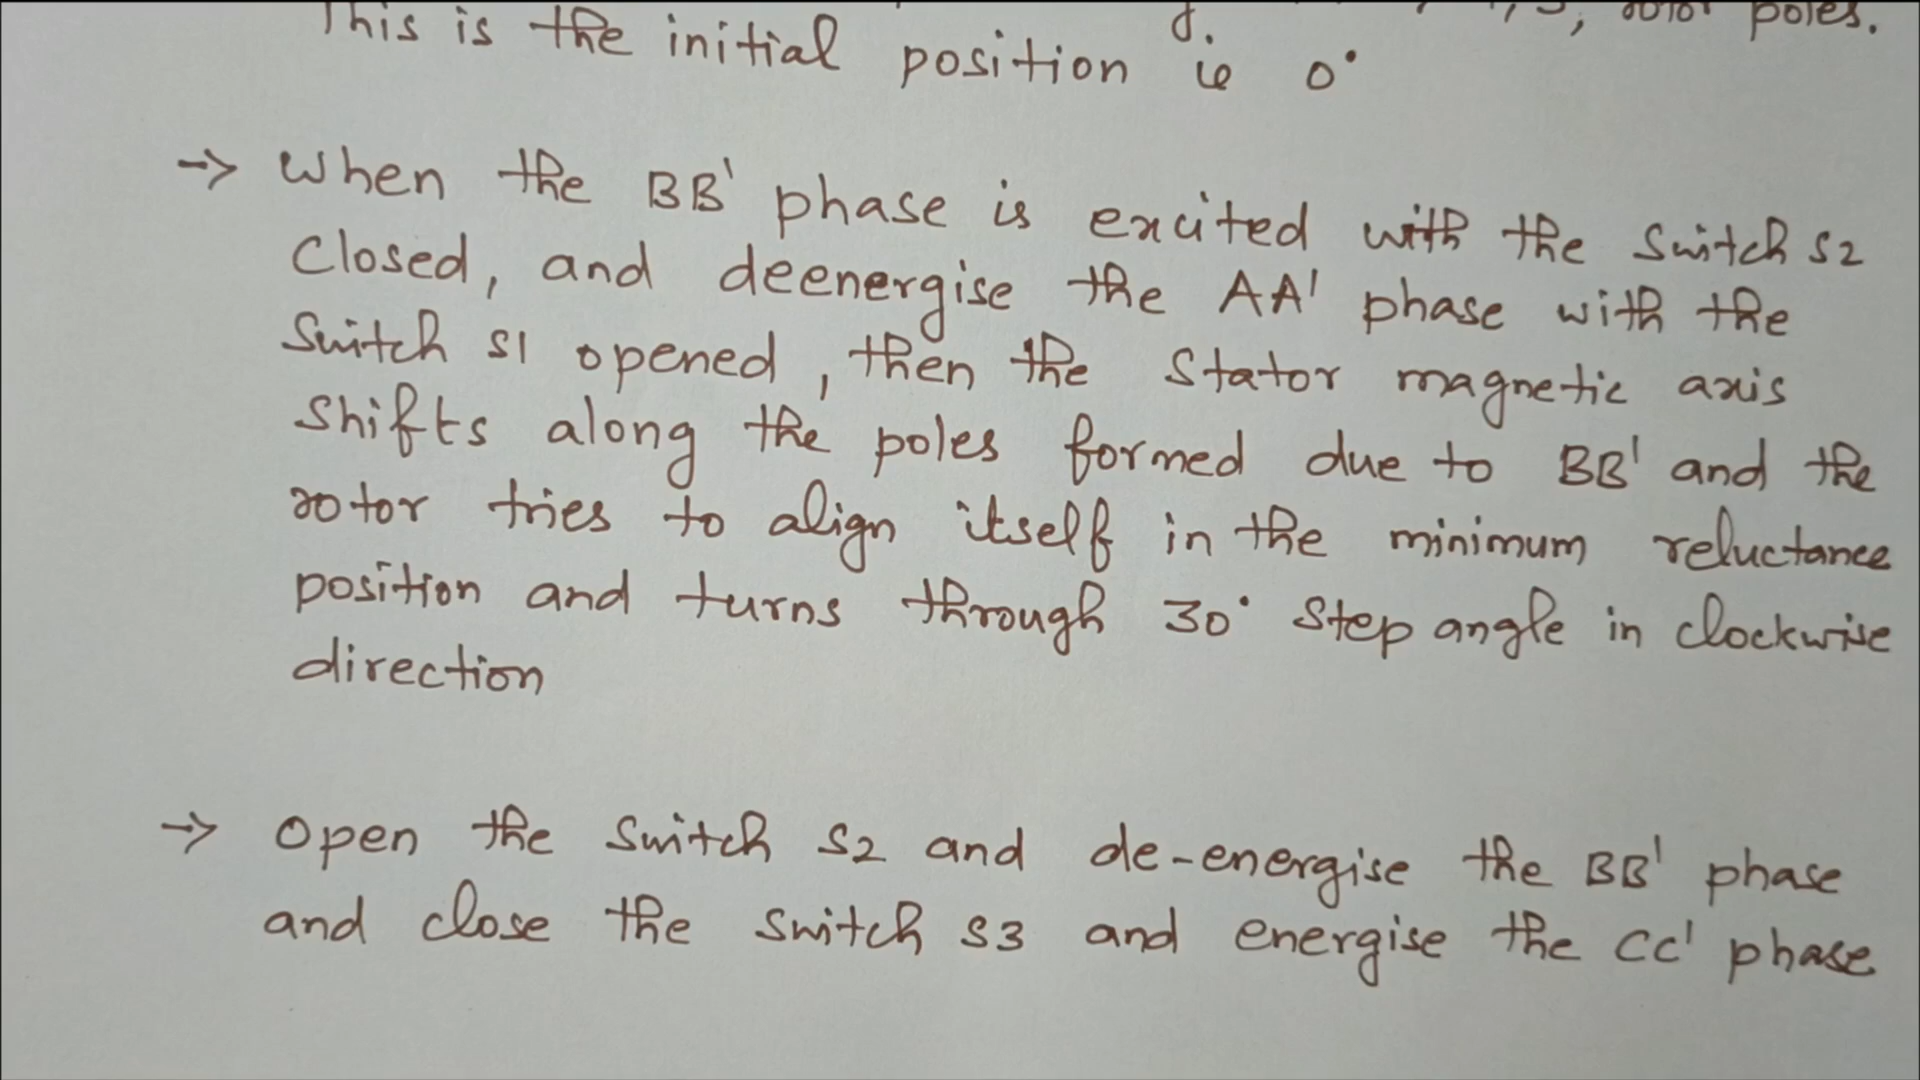 This is the initial position ie 0°
rotor poles.
→ When the BB' phase is excited with the Switch S2
Closed, and deenergise the AA' phase with the
Switch S1 opened, then the Stator magnetic axis
Shifts along the poles formed due to BB' and the
rotor tries to align itself in the minimum reluctance
position and turns through 30° Step angle in clockwise
direction
→ Open the Switch S2 and de-energise the BB' phase
and close the switch S3 and energise the CC' phase